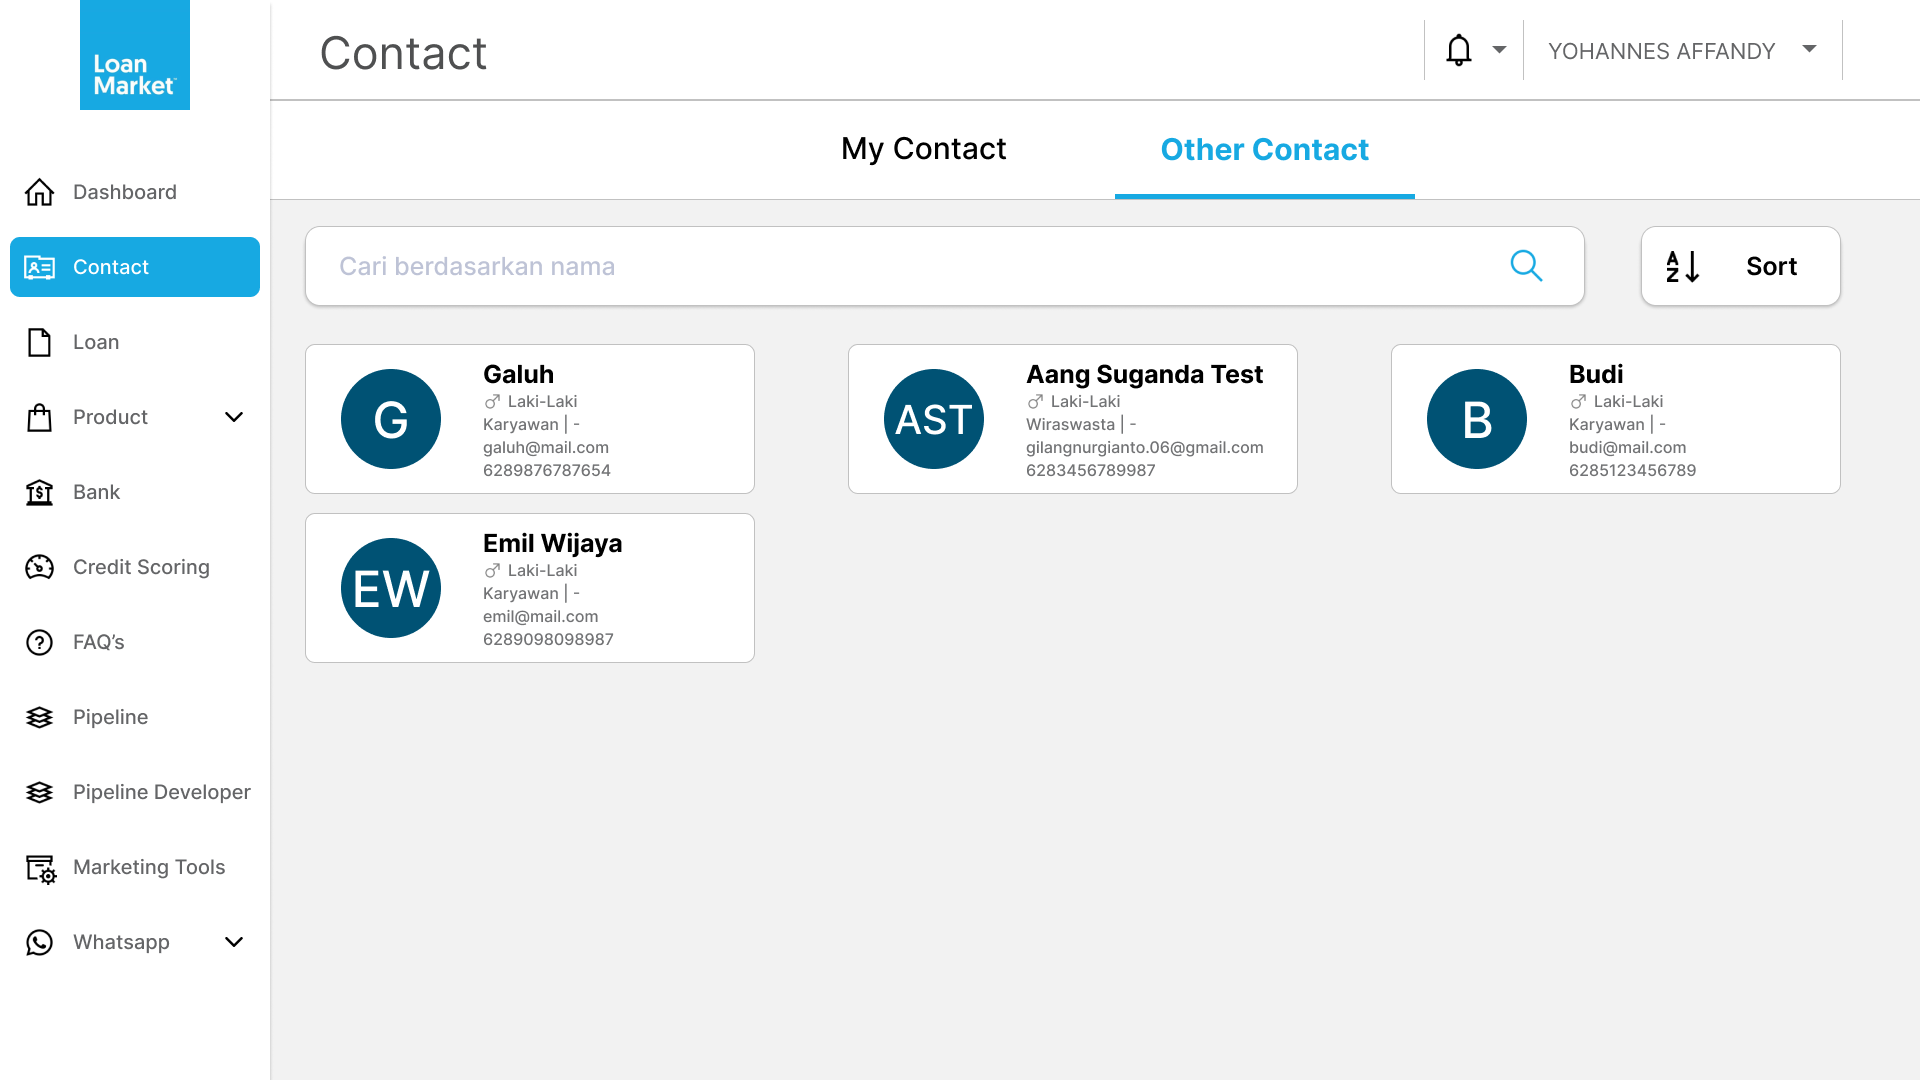 Loan
Market
Contact
YOHANNES AFFANDY
My Contact
Other Contact
Dashboard
Contact
Loan
Product
Bank
Credit Scoring
FAQ’s
Pipeline
Pipeline Developer
Marketing Tools
Whatsapp
Cari berdasarkan nama
A
Z
Sort
G
Galuh
Laki-Laki
Karyawan | -
galuh@mail.com
6289876787654
AST
Aang Suganda Test
Laki-Laki
Wiraswasta | -
gilangnurgianto.06@gmail.com
6283456789987
B
Budi
Laki-Laki
Karyawan | -
budi@mail.com
6285123456789
EW
Emil Wijaya
Laki-Laki
Karyawan | -
emil@mail.com
6289098098987